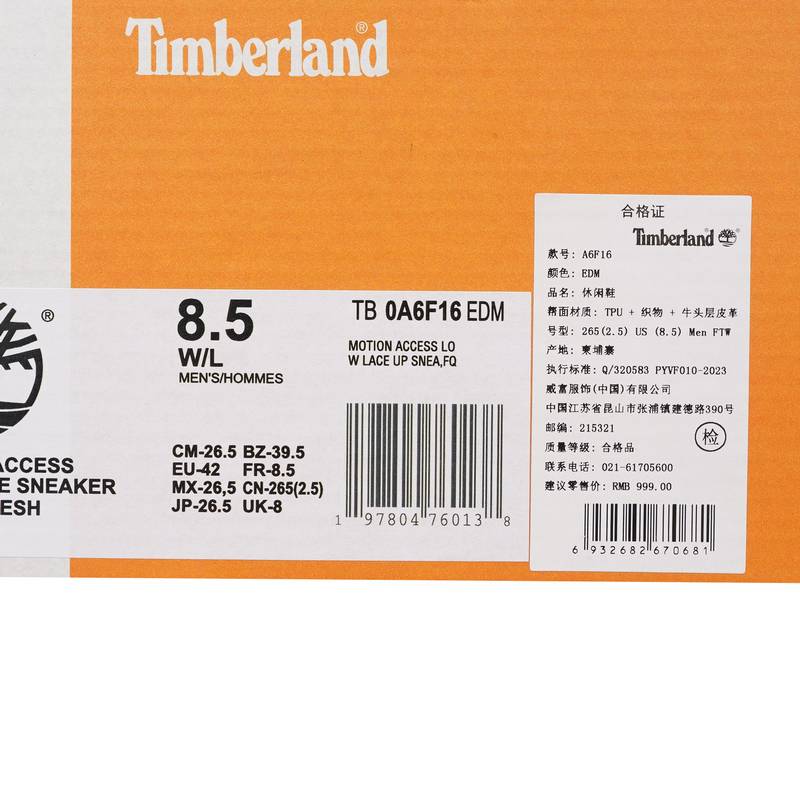 Timberland®
®
ACCESS
E SNEAKER
ESH
8.5
W/L
MEN'S/HOMMES
CM-26.5 BZ-39.5
EU-42 FR-8.5
MX-26,5 CN-265(2.5)
JP-26.5 UK-8
TB 0A6F16 EDM
MOTION ACCESS LO
W LACE UP SNEA,FQ
1 97804 76013 8
合格证
Timberland®
款号: A6F16
颜色: EDM
品名: 休闲鞋
帮面材质: TPU + 织物 + 牛头层皮革
号型: 265(2.5) US (8.5) Men FTW
产地: 柬埔寨
执行标准: Q/320583 PYVF010-2023
威富服饰(中国)有限公司
中国江苏省昆山市张浦镇建德路390号
邮编: 215321
检
质量等级: 合格品
联系电话: 021-61705600
建议零售价: RMB 999.00
6 932682 670681